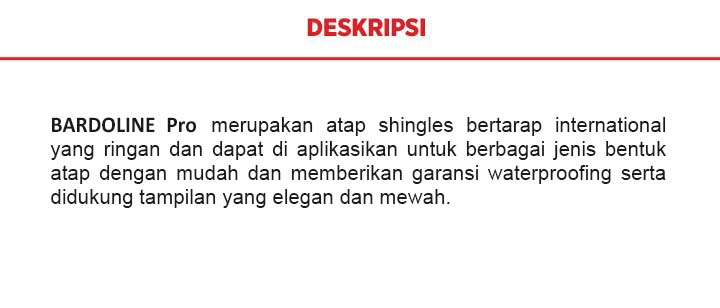 DESKRIPSI
BARDOLINE Pro merupakan atap shingles bertarap international
yang ringan dan dapat di aplikasikan untuk berbagai jenis bentuk
atap dengan mudah dan memberikan garansi waterproofing serta
didukung tampilan yang elegan dan mewah.